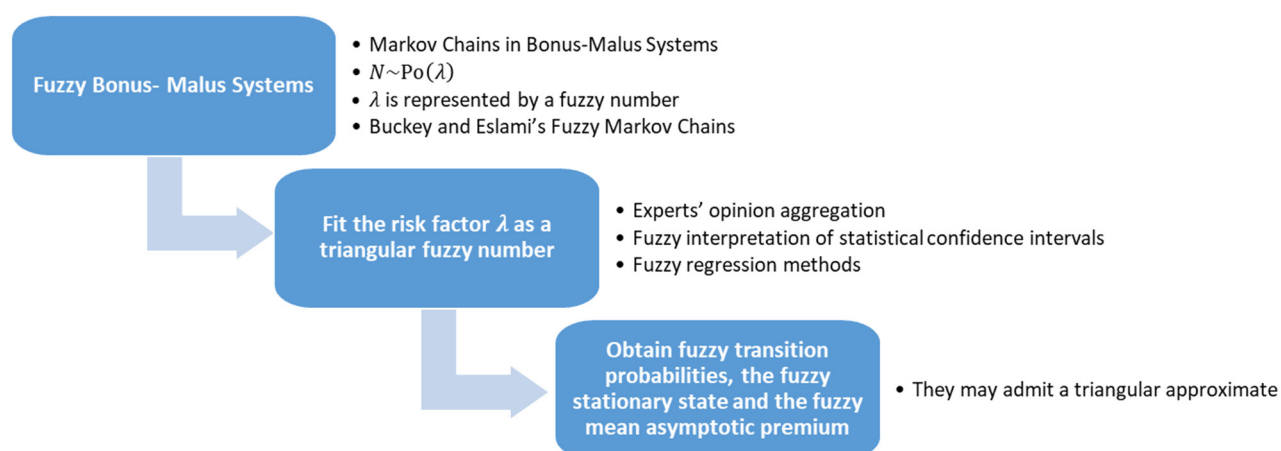 Fuzzy Bonus- Malus Systems
• Markov Chains in Bonus-Malus Systems
• N~Po(λ)
• λ is represented by a fuzzy number
• Buckey and Eslami’s Fuzzy Markov Chains
Fit the risk factor λ as a
triangular fuzzy number
• Experts’ opinion aggregation
• Fuzzy interpretation of statistical confidence intervals
• Fuzzy regression methods
Obtain fuzzy transition
probabilities, the fuzzy
stationary state and the fuzzy
mean asymptotic premium
• They may admit a triangular approximate